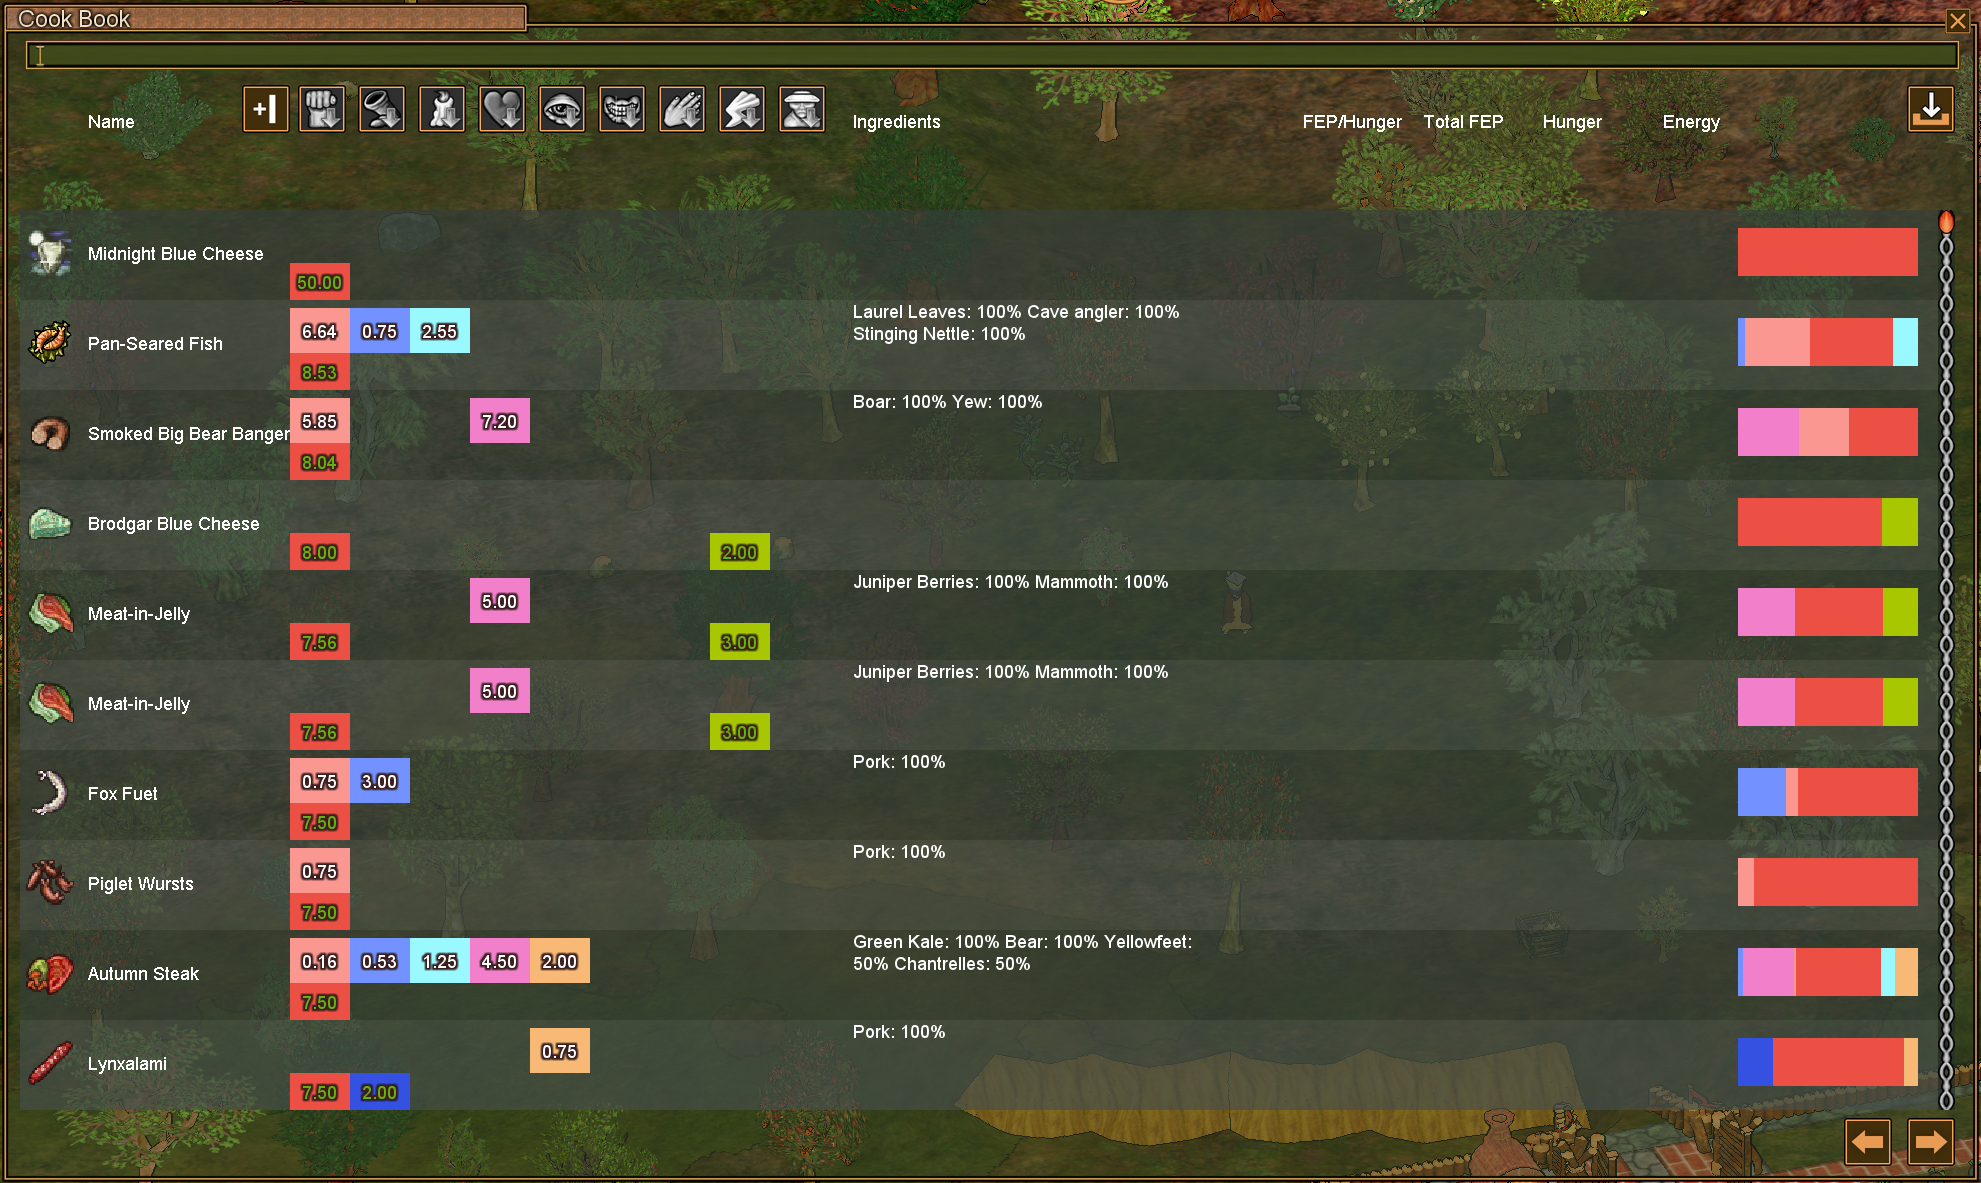 Cook Book
+1
Name
Ingredients
FEP/Hunger
Total FEP
Hunger
Energy
Midnight Blue Cheese
50.00
Pan-Seared Fish
6.64 0.75 2.55
8.53
Laurel Leaves: 100% Cave angler: 100%
Stinging Nettle: 100%
Smoked Big Bear Banger
5.85 7.20
8.04
Boar: 100% Yew: 100%
Brodgar Blue Cheese
8.00 2.00
Meat-in-Jelly
5.00
7.56 3.00
Juniper Berries: 100% Mammoth: 100%
Meat-in-Jelly
5.00
7.56 3.00
Juniper Berries: 100% Mammoth: 100%
Fox Fuet
0.75 3.00
7.50
Pork: 100%
Piglet Wursts
0.75
7.50
Pork: 100%
Autumn Steak
0.16 0.53 1.25 4.50 2.00
7.50
Green Kale: 100% Bear: 100% Yellowfeet:
50% Chantrelles: 50%
Lynxalami
0.75
7.50 2.00
Pork: 100%